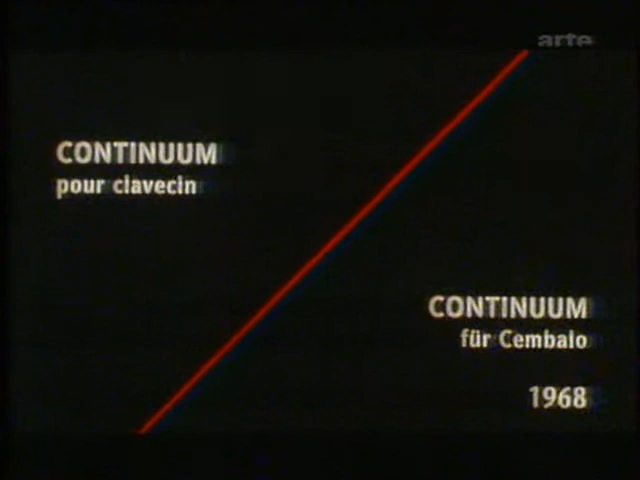 arte
CONTINUUM
pour clavecin
CONTINUUM
für Cembalo
1968